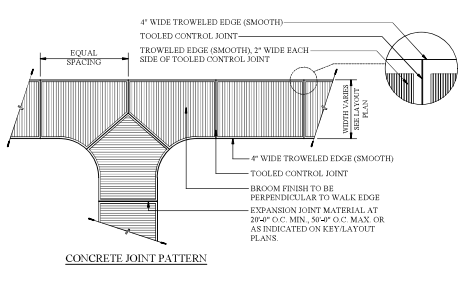 4" WIDE TROWELED EDGE (SMOOTH)
TOOLED CONTROL JOINT
TROWELED EDGE (SMOOTH), 2" WIDE EACH
SIDE OF TOOLED CONTROL JOINT
EQUAL
SPACING
WIDTH VARIES
SEE LAYOUT
PLAN
4" WIDE TROWELED EDGE (SMOOTH)
TOOLED CONTROL JOINT
BROOM FINISH TO BE
PERPENDICULAR TO WALK EDGE
EXPANSION JOINT MATERIAL AT
20'-0" O.C. MIN., 50'-0" O.C. MAX. OR
AS INDICATED ON KEY/LAYOUT
PLANS.
CONCRETE JOINT PATTERN